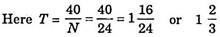 Here T = 40/N = 40/24 = 1 16/24 or 1 2/3